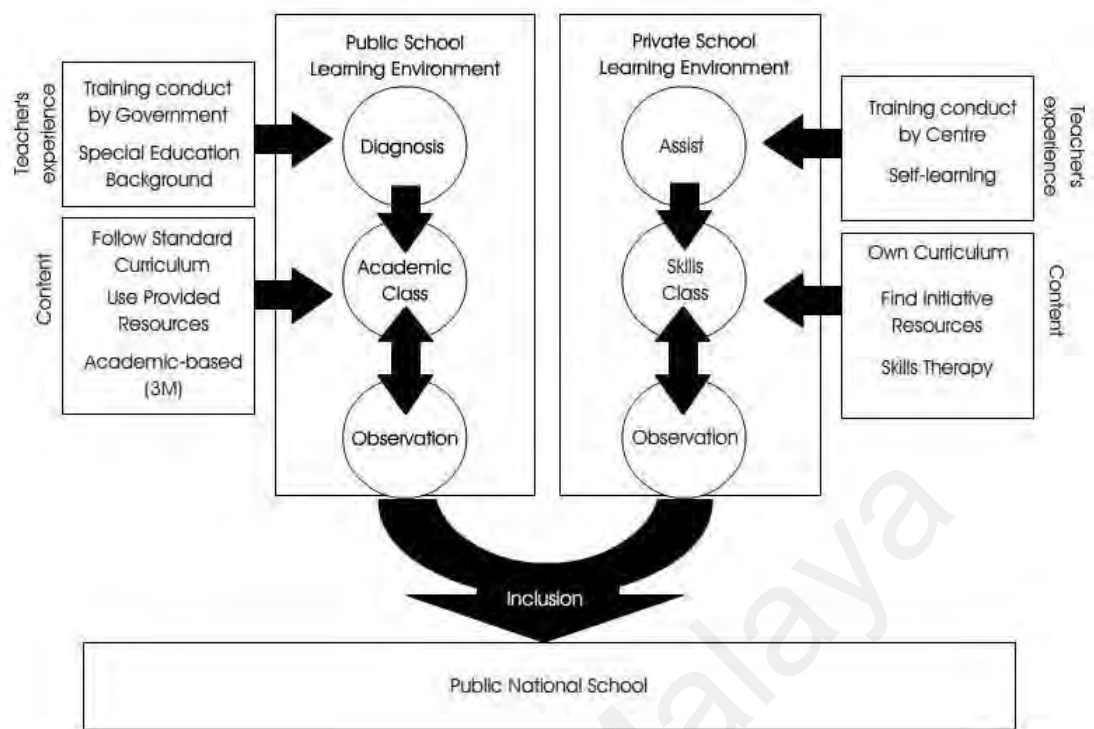 Public School
Learning Environment
Private School
Learning Environment
Teacher's
experience
Training conduct
by Government
Special Education
Background
Diagnosis
Assist
Training conduct
by Centre
Self-learning
Teacher's
experience
Content
Follow Standard
Curriculum
Use Provided
Resources
Academic-based
(3M)
Academic
Class
Skills
Class
Own Curriculum
Find Initiative
Resources
Skills Therapy
Content
Observation
Observation
Inclusion
Public National School
Malaya